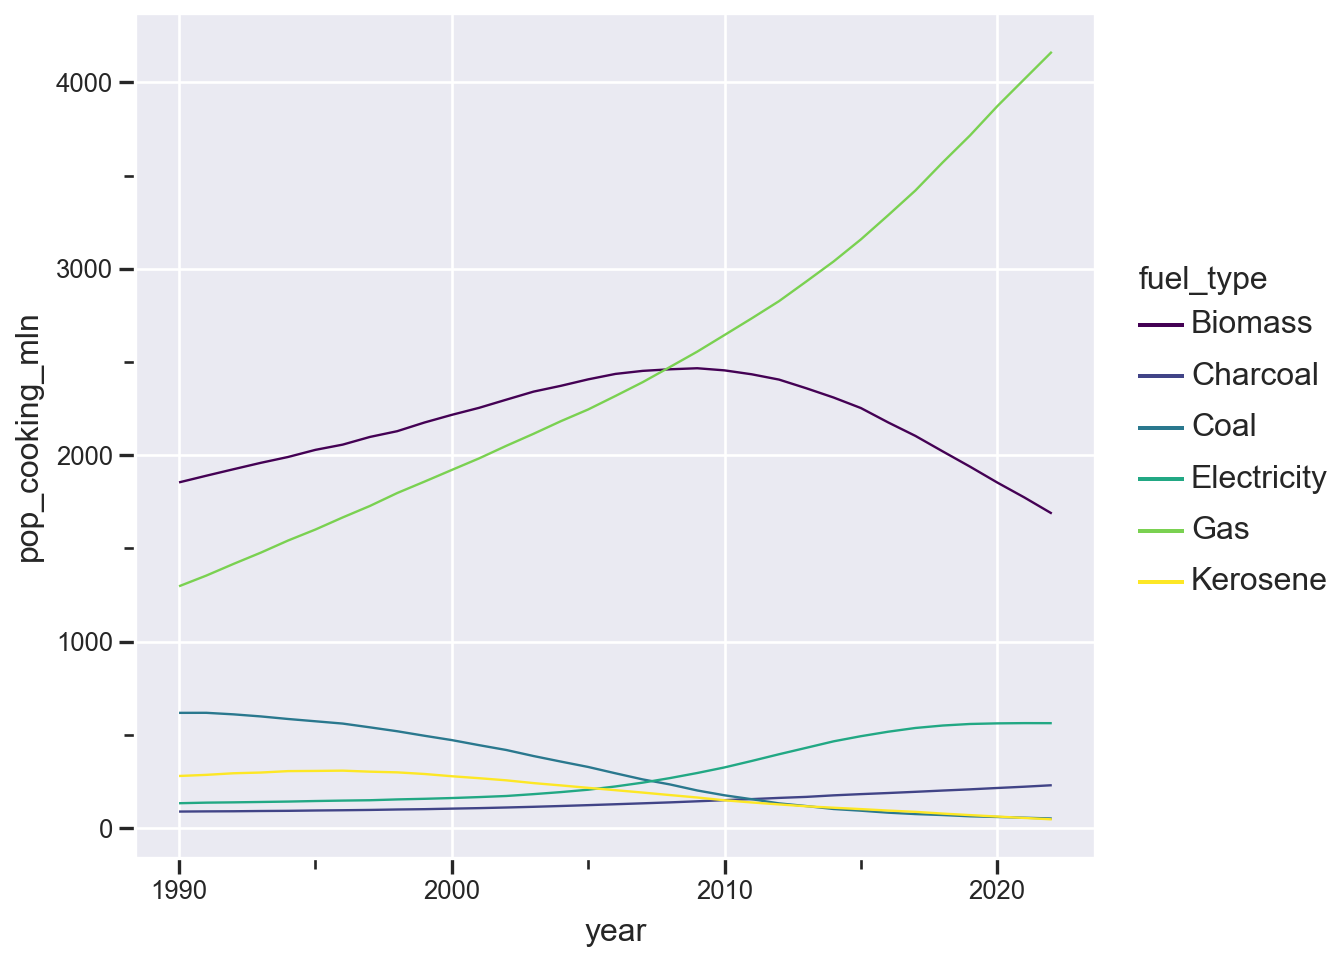 4000
3000
2000
1000
0
pop_cooking_mln
1990
2000
2010
2020
year
fuel_type
Biomass
Charcoal
Coal
Electricity
Gas
Kerosene